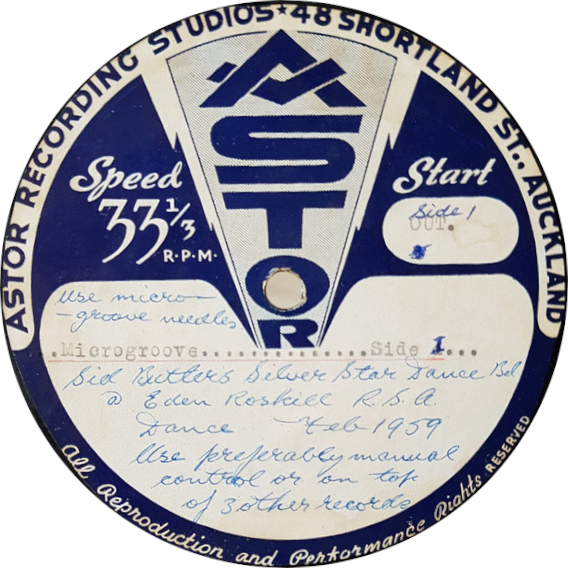 ASTOR RECORDING STUDIOS★48 SHORTLAND ST., AUCKLAND
ASTOR
Speed
33 1/3
R.P.M.
Start
Side 1
OUT.
Use micro-
-groove needles
.Microgroove..............Side 1...
Sid Butlers Silver Star Dance Bd
@ Eden Roskill R.S.A.
Dance - Feb 1959
Use preferably manual
control or on top
of 3 other records
All Reproduction and Performance Rights RESERVED